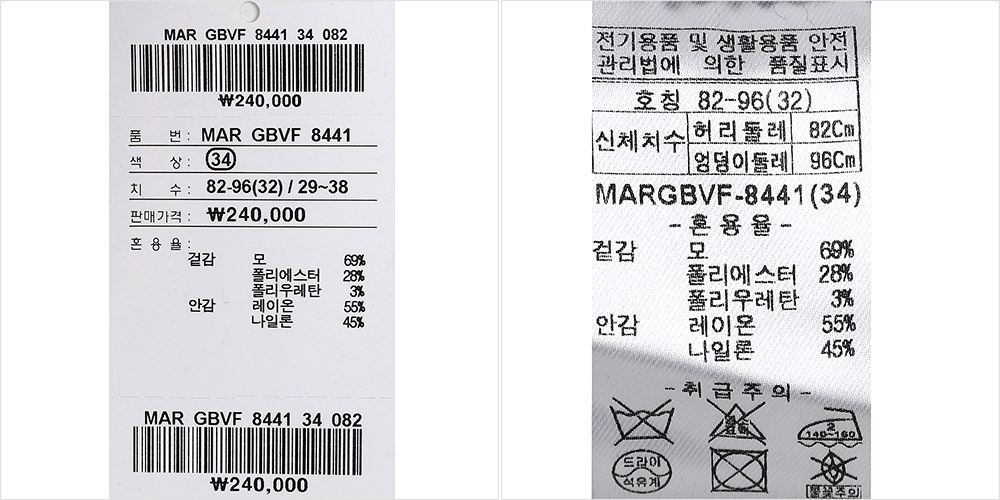 MAR GBVF 8441 34 082
₩240,000
품 번 : MAR GBVF 8441
색 상 : 34
치 수 : 82-96(32) / 29~38
판매가격 : ₩240,000
혼 용 율 :
겉감 모 69%
폴리에스터 28%
폴리우레탄 3%
안감 레이온 55%
나일론 45%
MAR GBVF 8441 34 082
₩240,000
전기용품 및 생활용품 안전
관리법에 의한 품질표시
호칭 82-96(32)
신체치수 허리둘레 82Cm
엉덩이둘레 96Cm
MARGBVF-8441(34)
-혼용율-
겉감 모 69%
폴리에스터 28%
폴리우레탄 3%
안감 레이온 55%
나일론 45%
-취급주의-
2
140~160
드라이
석유계